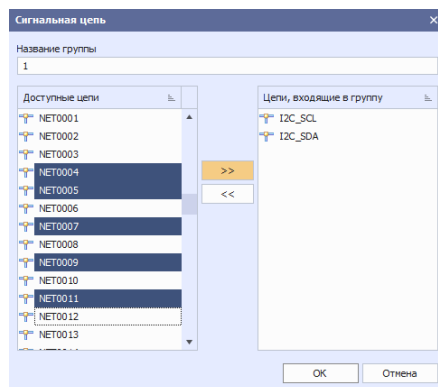 Сигнальная цепь
Название группы
1
Доступные цепи
NET0001
NET0002
NET0003
NET0004
NET0005
NET0006
NET0007
NET0008
NET0009
NET0010
NET0011
NET0012
NET0013
>>
<<
Цепи, входящие в группу
I2C_SCL
I2C_SDA
OK
Отмена